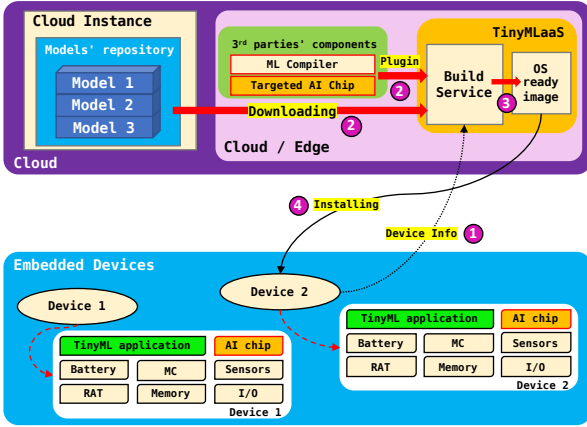 Cloud Instance
Models' repository
Model 1
Model 2
Model 3
Cloud
3rd parties' components
ML Compiler
Targeted AI Chip
Plugin
2
Downloading
2
Cloud / Edge
TinyMLaaS
Build
Service
3
OS
ready
image
4 Installing
Device Info 1
Embedded Devices
Device 1
Device 2
TinyML application
AI chip
Battery
MC
Sensors
RAT
Memory
I/O
Device 1
TinyML application
AI chip
Battery
MC
Sensors
RAT
Memory
I/O
Device 2